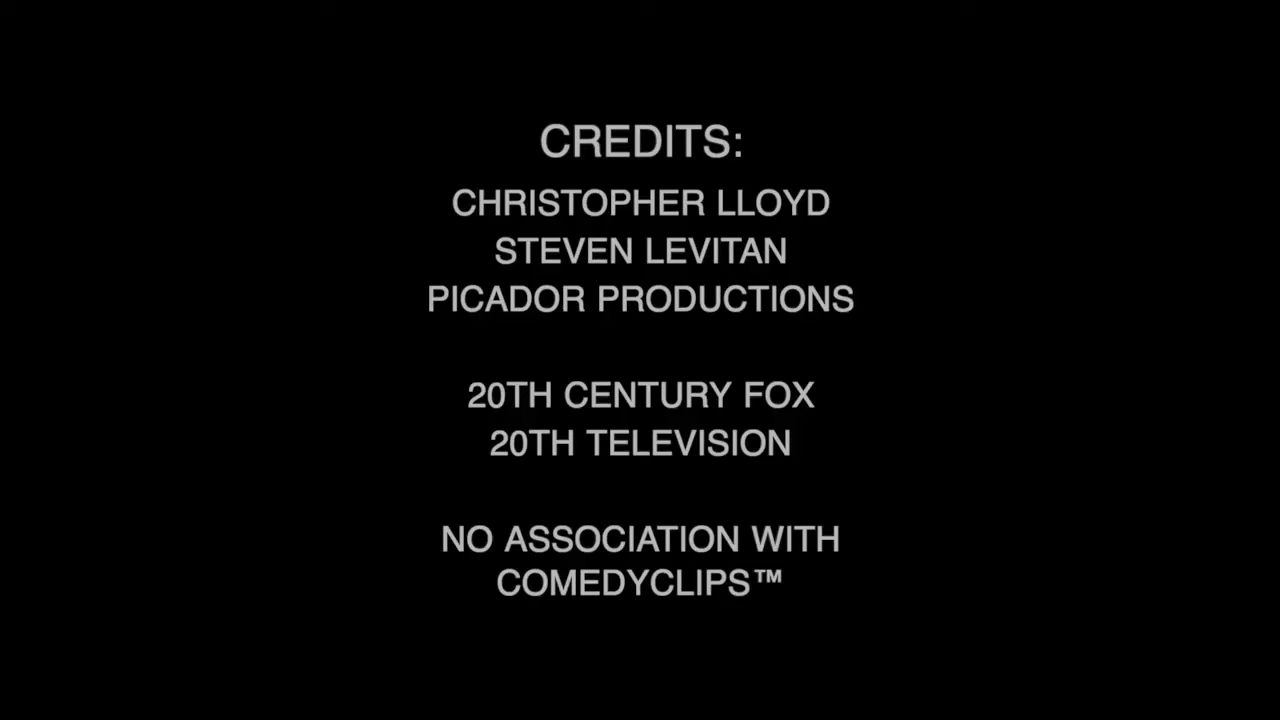 CREDITS:
CHRISTOPHER LLOYD
STEVEN LEVITAN
PICADOR PRODUCTIONS
20TH CENTURY FOX
20TH TELEVISION
NO ASSOCIATION WITH
COMEDYCLIPS™